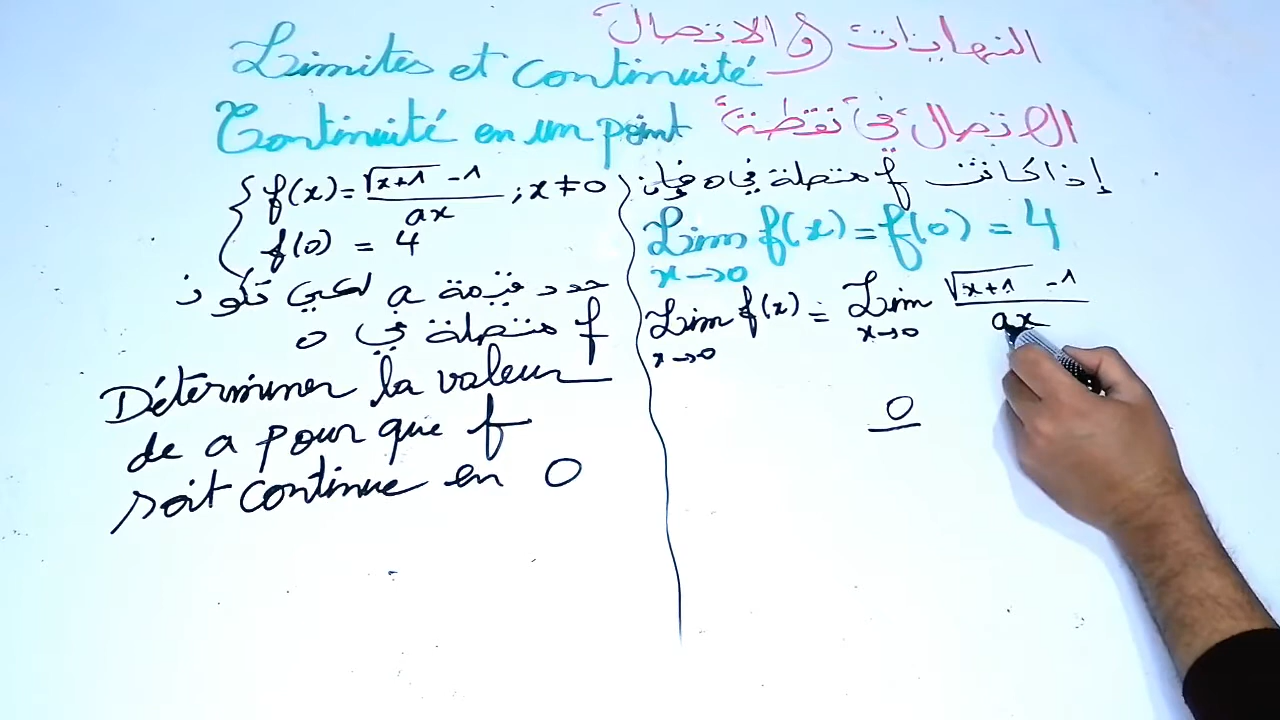 النهايات و الاتصال
Limites et continuité
Continuité en un point الاتصال في نقطة
{ f(x) = (√(x+1) - 1) / ax ; x ≠ 0
f(0) = 4
حدد قيمة a لكي تكون
f متصلة في 0
Déterminer la valeur
de a pour que f
soit continue en 0
إذا كانت f متصلة في 0 فإن
Lim x→0 f(x) = f(0) = 4
Lim x→0 f(x) = Lim x→0 (√(x+1) - 1) / ax
0